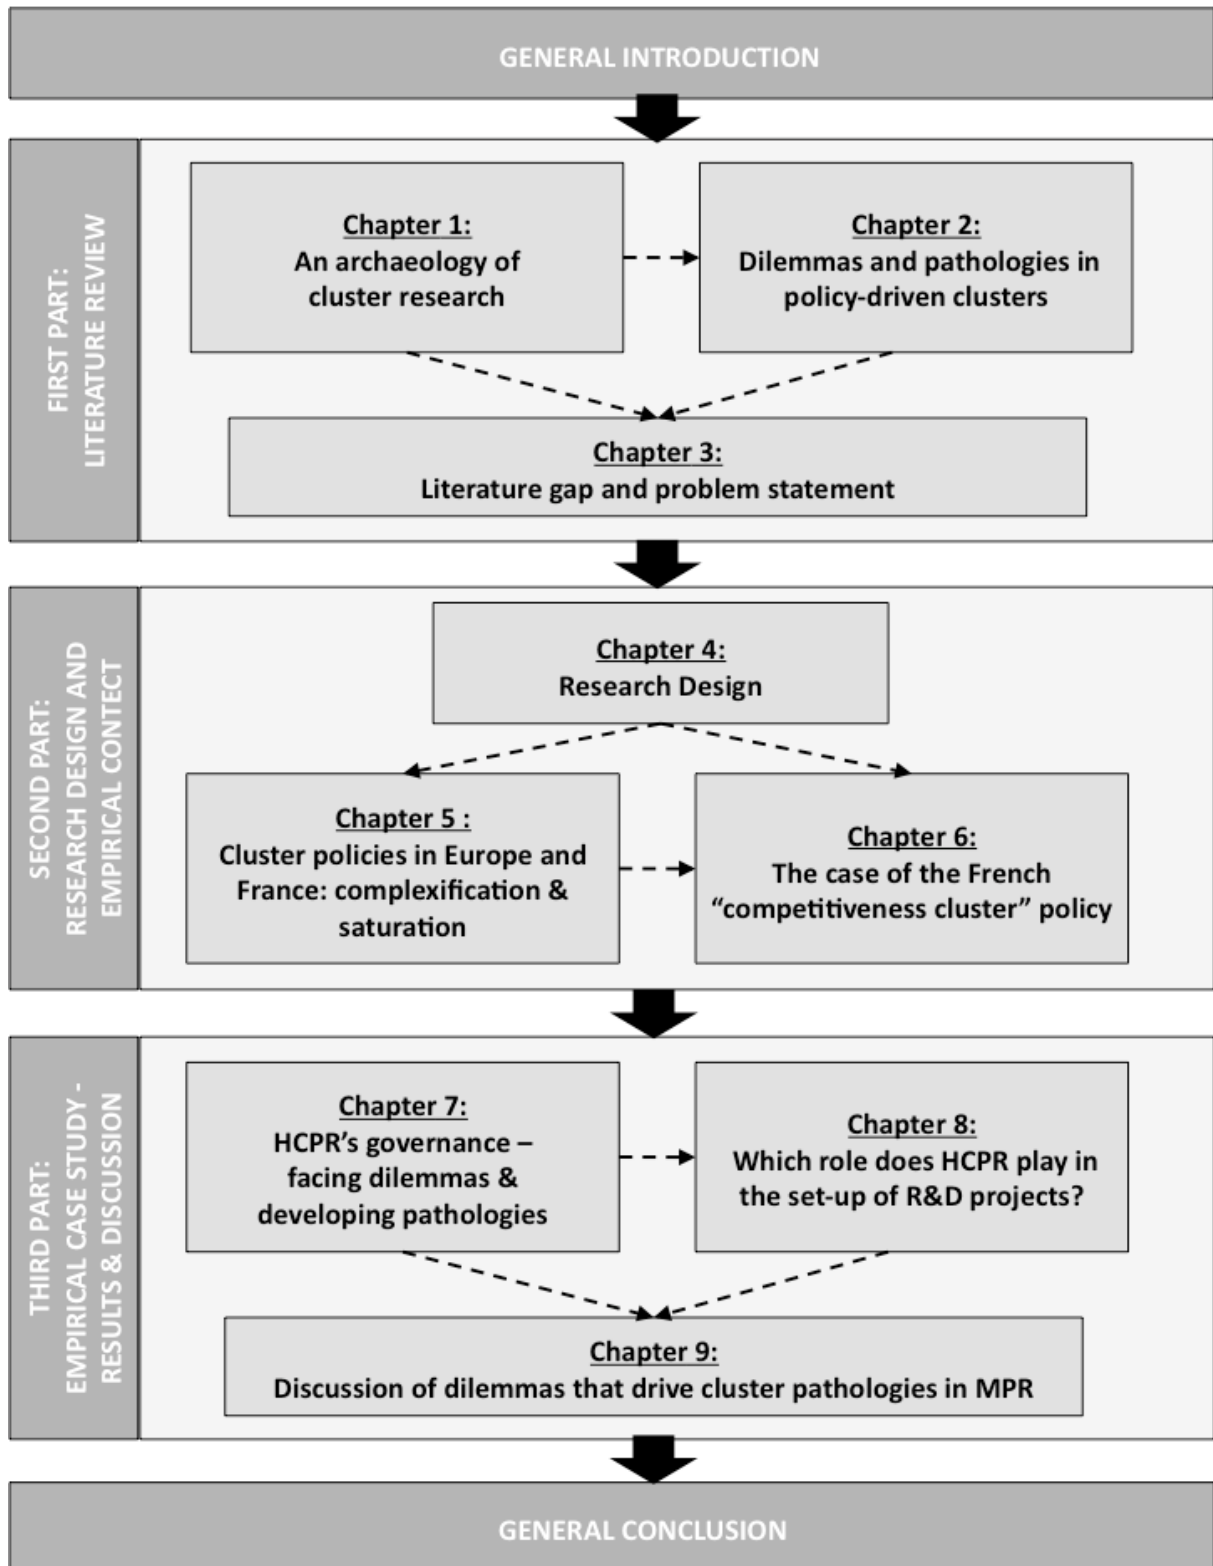 GENERAL INTRODUCTION
FIRST PART:
LITERATURE REVIEW
Chapter 1:
An archaeology of
cluster research
Chapter 2:
Dilemmas and pathologies in
policy-driven clusters
Chapter 3:
Literature gap and problem statement
SECOND PART:
RESEARCH DESIGN AND
EMPIRICAL CONTECT
Chapter 4:
Research Design
Chapter 5 :
Cluster policies in Europe and
France: complexification &
saturation
Chapter 6:
The case of the French
“competitiveness cluster” policy
THIRD PART:
EMPIRICAL CASE STUDY -
RESULTS & DISCUSSION
Chapter 7:
HCPR’s governance –
facing dilemmas &
developing pathologies
Chapter 8:
Which role does HCPR play in
the set-up of R&D projects?
Chapter 9:
Discussion of dilemmas that drive cluster pathologies in MPR
GENERAL CONCLUSION